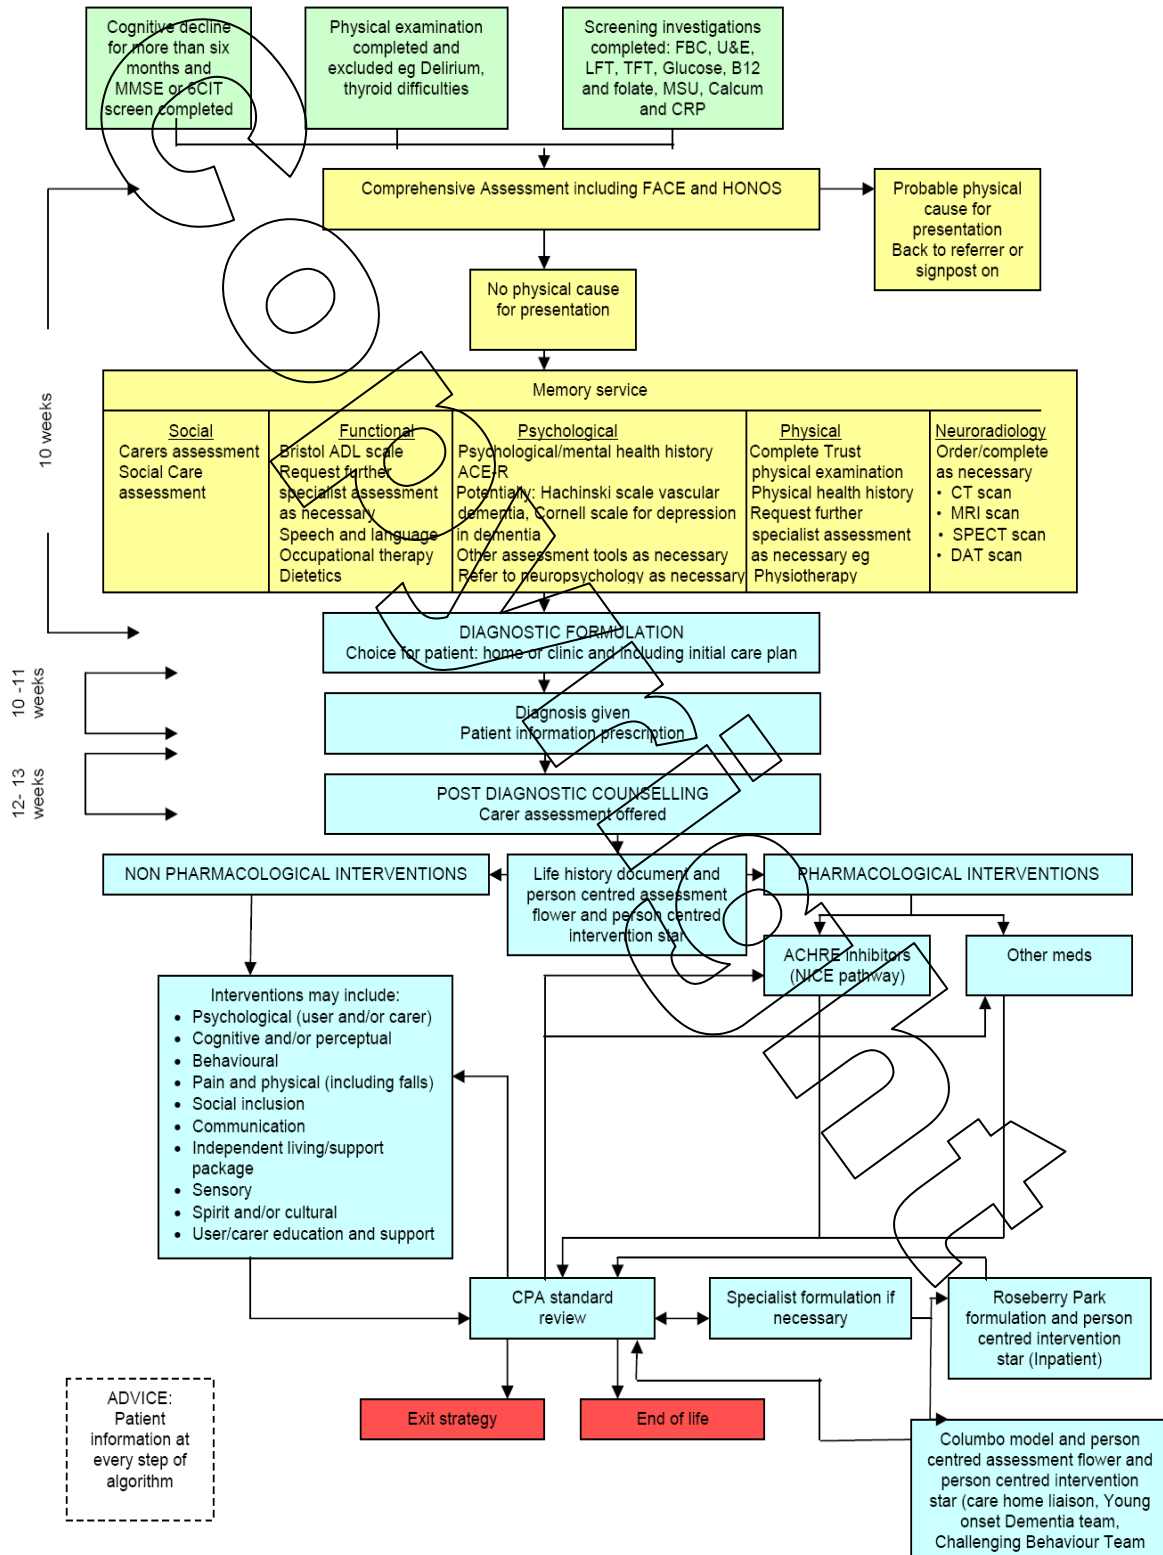 Cognitive decline
for more than six
months and
MMSE or 6CIT
screen completed
Physical examination
completed and
excluded eg Delirium,
thyroid difficulties
Screening investigations
completed: FBC, U&E,
LFT, TFT, Glucose, B12
and folate, MSU, Calcum
and CRP
Comprehensive Assessment including FACE and HONOS
Probable physical
cause for
presentation
Back to referrer or
signpost on
No physical cause
for presentation
10 weeks
Memory service
Social
Carers assessment
Social Care
assessment
Functional
Bristol ADL scale
Request further
specialist assessment
as necessary
Speech and language
Occupational therapy
Dietetics
Psychological
Psychological/mental health history
ACE-R
Potentially: Hachinski scale vascular
dementia, Cornell scale for depression
in dementia
Other assessment tools as necessary
Refer to neuropsychology as necessary
Physical
Complete Trust
physical examination
Physical health history
Request further
specialist assessment
as necessary eg
Physiotherapy
Neuroradiology
Order/complete
as necessary
• CT scan
• MRI scan
• SPECT scan
• DAT scan
DIAGNOSTIC FORMULATION
Choice for patient: home or clinic and including initial care plan
10 -11
weeks
Diagnosis given
Patient information prescription
12- 13
weeks
POST DIAGNOSTIC COUNSELLING
Carer assessment offered
NON PHARMACOLOGICAL INTERVENTIONS
Life history document and
person centred assessment
flower and person centred
intervention star
PHARMACOLOGICAL INTERVENTIONS
ACHRE inhibitors
(NICE pathway)
Other meds
Interventions may include:
• Psychological (user and/or carer)
• Cognitive and/or perceptual
• Behavioural
• Pain and physical (including falls)
• Social inclusion
• Communication
• Independent living/support
package
• Sensory
• Spirit and/or cultural
• User/carer education and support
CPA standard
review
Specialist formulation if
necessary
Roseberry Park
formulation and person
centred intervention
star (Inpatient)
Exit strategy
End of life
ADVICE:
Patient
information at
every step of
algorithm
Columbo model and person
centred assessment flower and
person centred intervention
star (care home liaison, Young
onset Dementia team,
Challenging Behaviour Team
Copyright